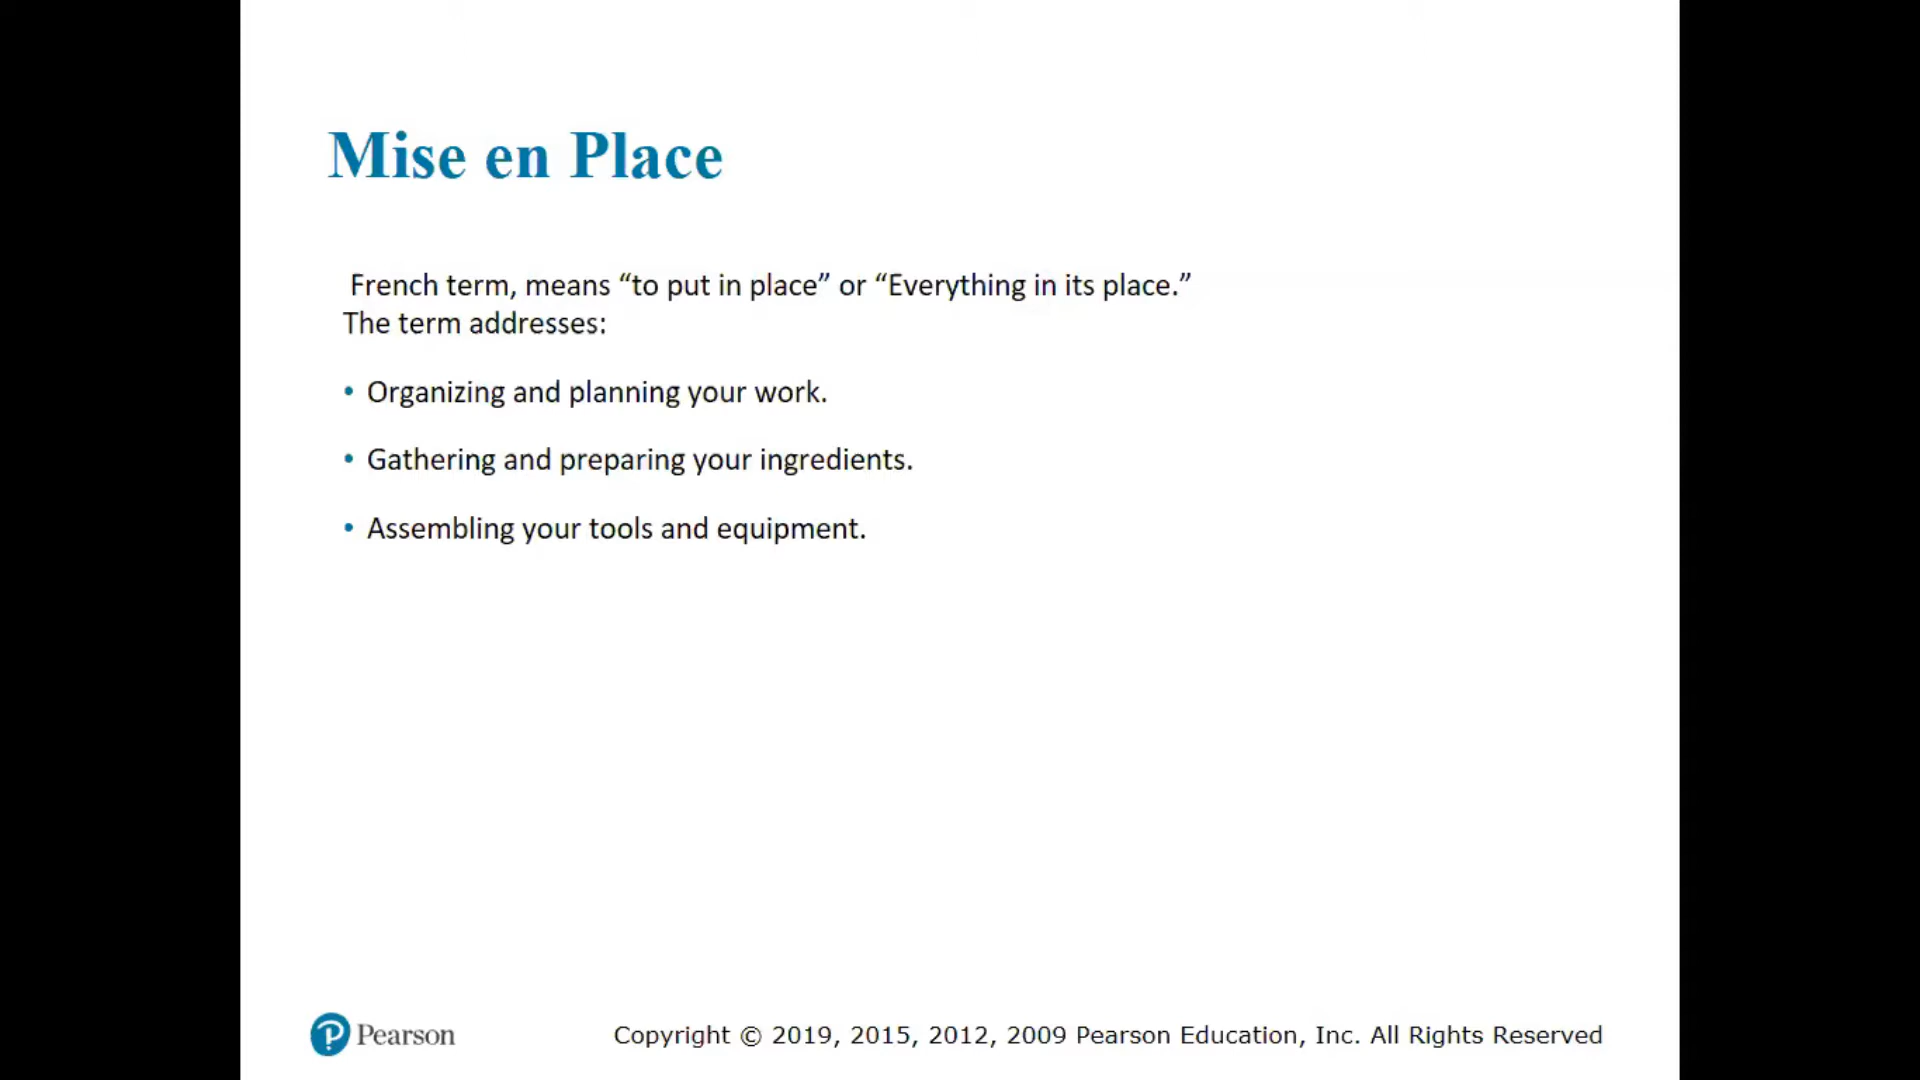 Mise en Place
French term, means “to put in place” or “Everything in its place.”
The term addresses:
• Organizing and planning your work.
• Gathering and preparing your ingredients.
• Assembling your tools and equipment.
Pearson
Copyright © 2019, 2015, 2012, 2009 Pearson Education, Inc. All Rights Reserved